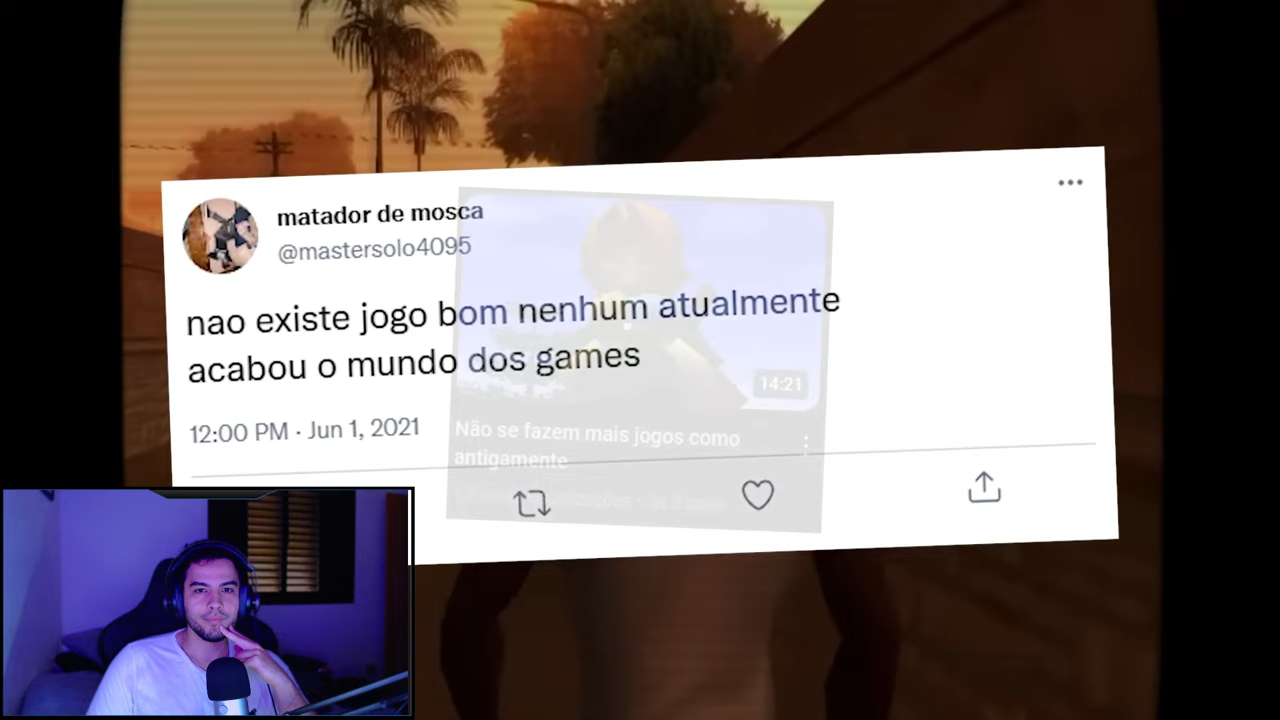 matador de mosca
@mastersolo4095
nao existe jogo bom nenhum atualmente
acabou o mundo dos games
14:21
12:00 PM · Jun 1, 2021
Não se fazem mais jogos como
antigamente